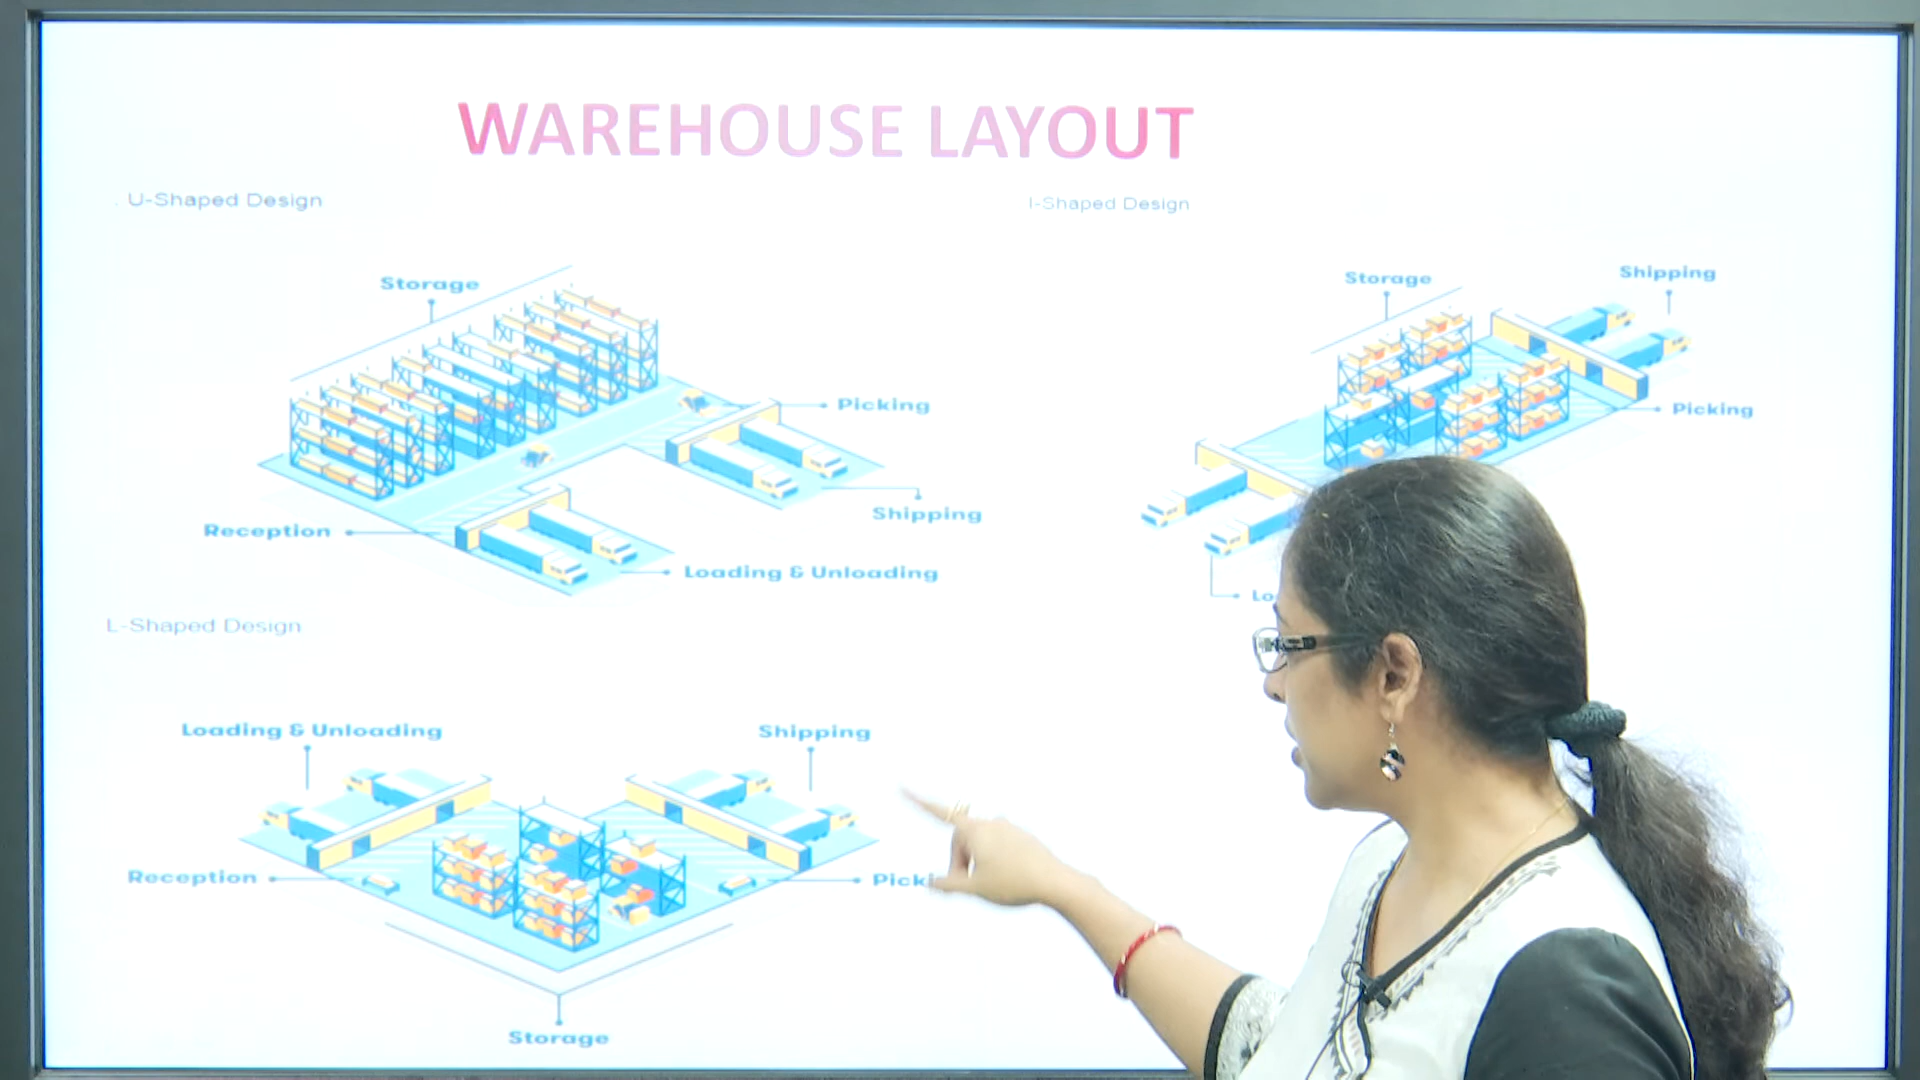 WAREHOUSE LAYOUT
U-Shaped Design
Storage
Picking
Shipping
Reception
Loading & Unloading
I-Shaped Design
Storage
Shipping
Picking
L-Shaped Design
Loading & Unloading
Shipping
Reception
Storage